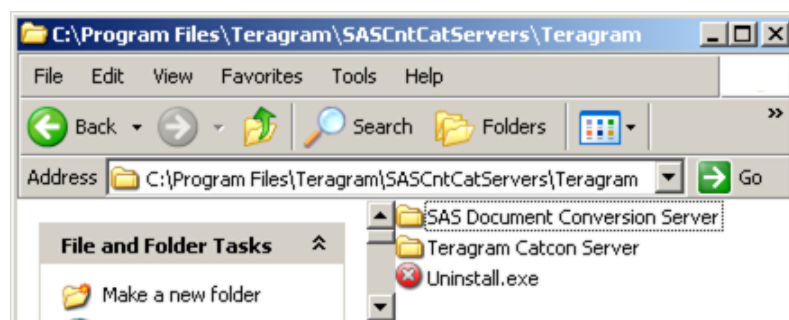 C:\Program Files\Teragram\SASCntCatServers\Teragram
File Edit View Favorites Tools Help
Back Search Folders »
Address C:\Program Files\Teragram\SASCntCatServers\Teragram Go
SAS Document Conversion Server
File and Folder Tasks
Teragram Catcon Server
Uninstall.exe
Make a new folder